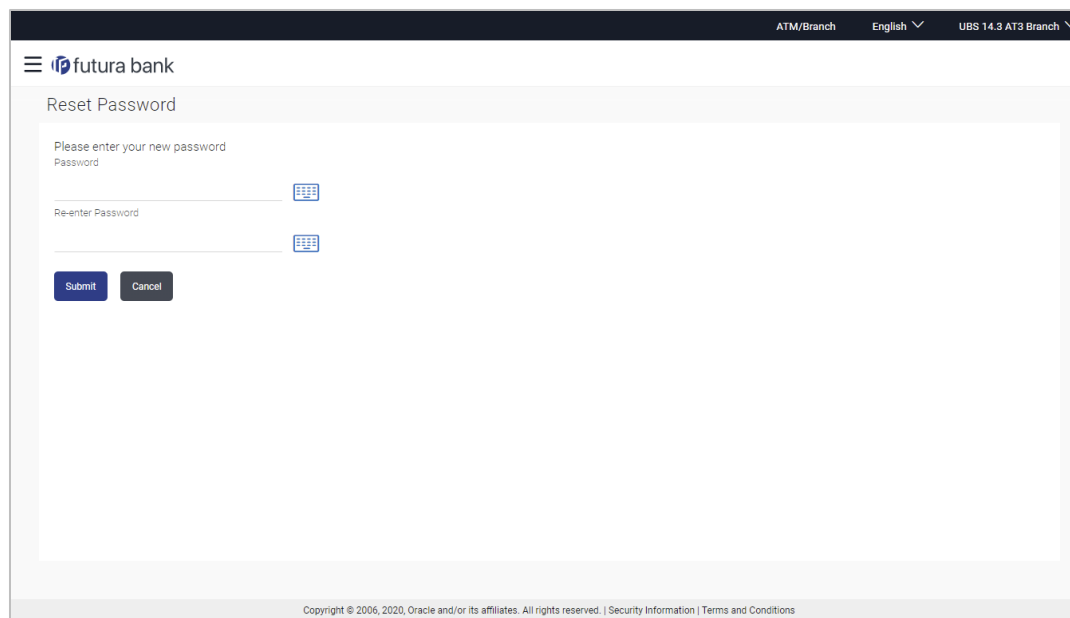 ATM/Branch English UBS 14.3 AT3 Branch
futura bank
Reset Password
Please enter your new password
Password
Re-enter Password
Submit Cancel
Copyright © 2006, 2020, Oracle and/or its affiliates. All rights reserved. | Security Information | Terms and Conditions